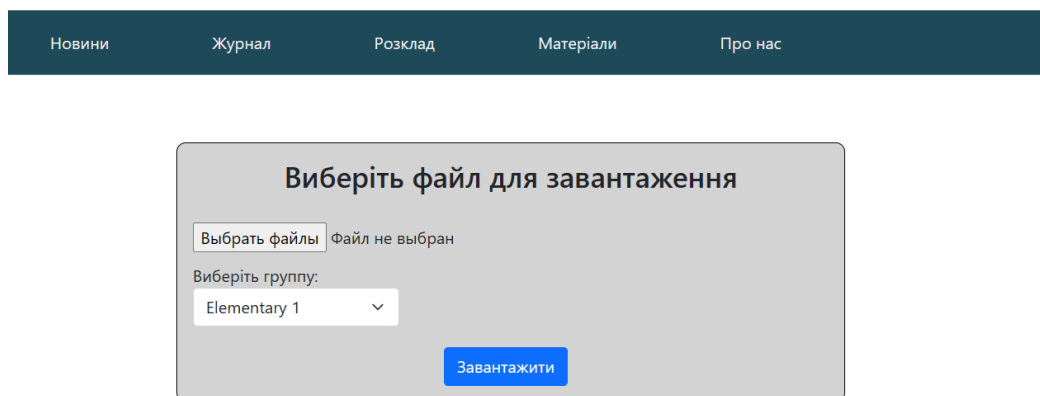 Новини Журнал Розклад Матеріали Про нас
Виберіть файл для завантаження
Выбрать файлы Файл не выбран
Виберіть группу:
Elementary 1
Завантажити